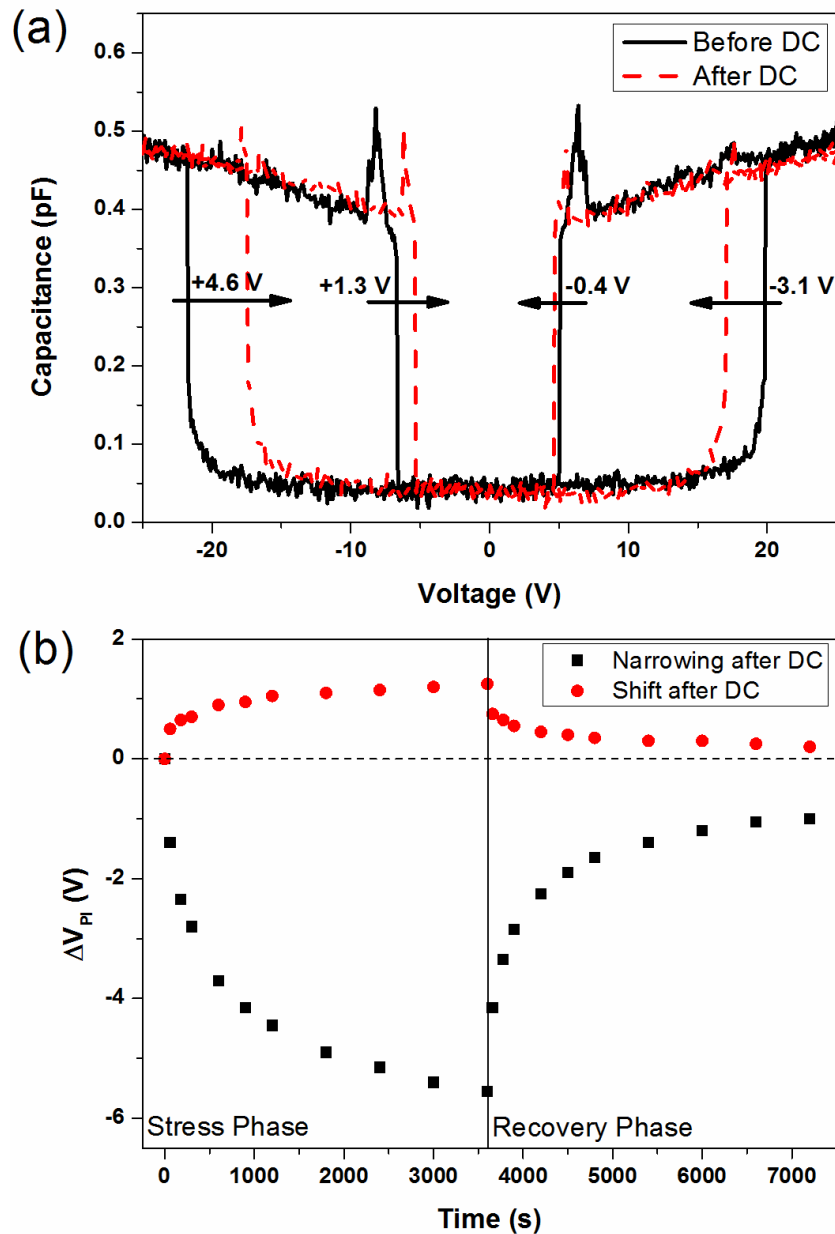 (a)
0.6
0.5
0.4
0.3
0.2
0.1
0.0
Capacitance (pF)
Before DC
After DC
+4.6 V
+1.3 V
-0.4 V
-3.1 V
-20
-10
0
10
20
Voltage (V)
(b)
2
0
-2
-4
-6
ΔV_PI (V)
Narrowing after DC
Shift after DC
Stress Phase
Recovery Phase
0
1000
2000
3000
4000
5000
6000
7000
Time (s)